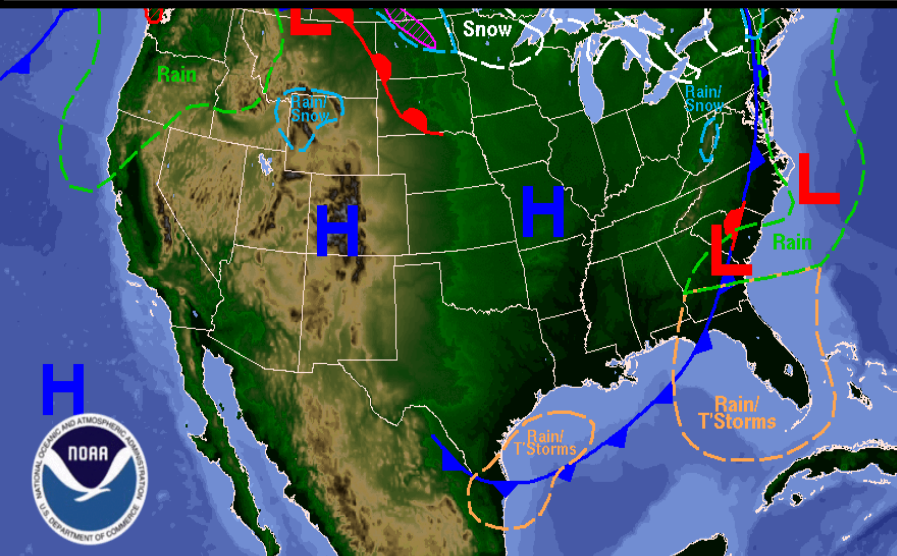 L
Snow
Rain
Rain/
Snow
Rain/
Snow
L
H
H
L
Rain
H
Rain/
T'Storms
Rain/
T'Storms
NATIONAL OCEANIC AND ATMOSPHERIC ADMINISTRATION
NOAA
U.S. DEPARTMENT OF COMMERCE